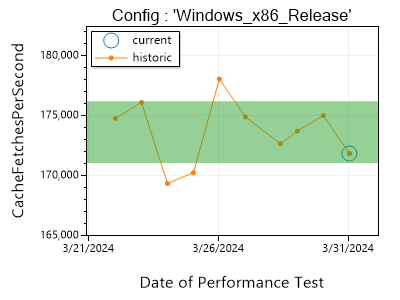 Config : 'Windows_x86_Release'
current
historic
CacheFetchesPerSecond
180,000
175,000
170,000
165,000
3/21/2024
3/26/2024
3/31/2024
Date of Performance Test